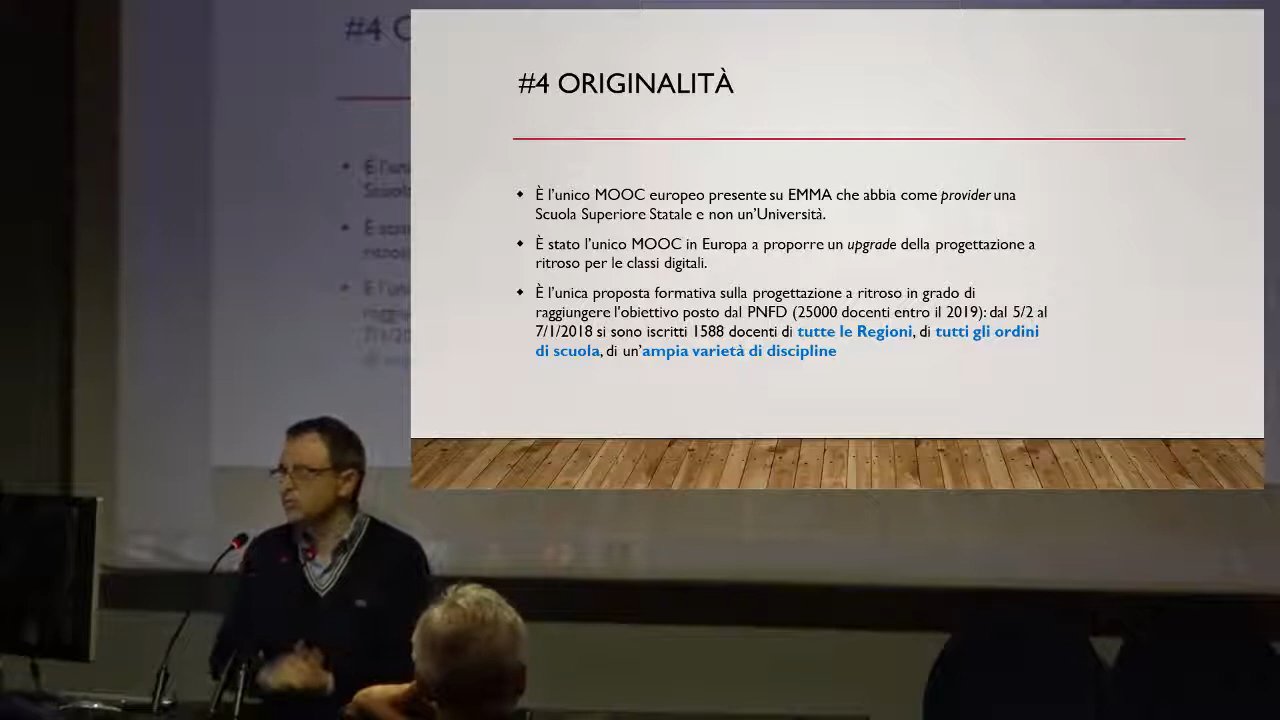 #4 C
#4 ORIGINALITÀ
È l'unico MOOC europeo presente su EMMA che abbia come provider una
Scuola Superiore Statale e non un'Università.
È stato l'unico MOOC in Europa a proporre un upgrade della progettazione a
ritroso per le classi digitali.
È l'unica proposta formativa sulla progettazione a ritroso in grado di
raggiungere l'obiettivo posto dal PNFD (25000 docenti entro il 2019): dal 5/2 al
7/1/2018 si sono iscritti 1588 docenti di tutte le Regioni, di tutti gli ordini
di scuola, di un'ampia varietà di discipline